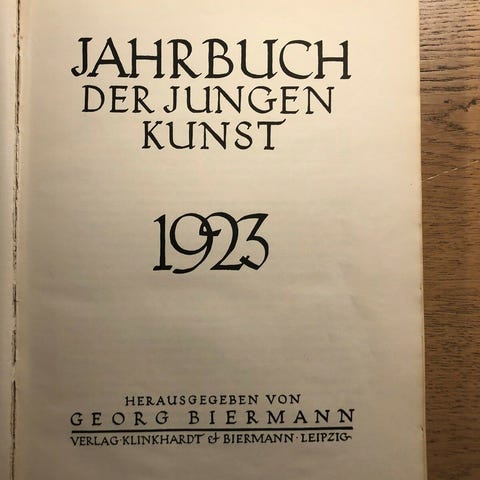 JAHRBUCH
DER JUNGEN
KUNST
1923
HERAUSGEGEBEN VON
GEORG BIERMANN
VERLAG·KLINKHARDT & BIERMANN·LEIPZIG